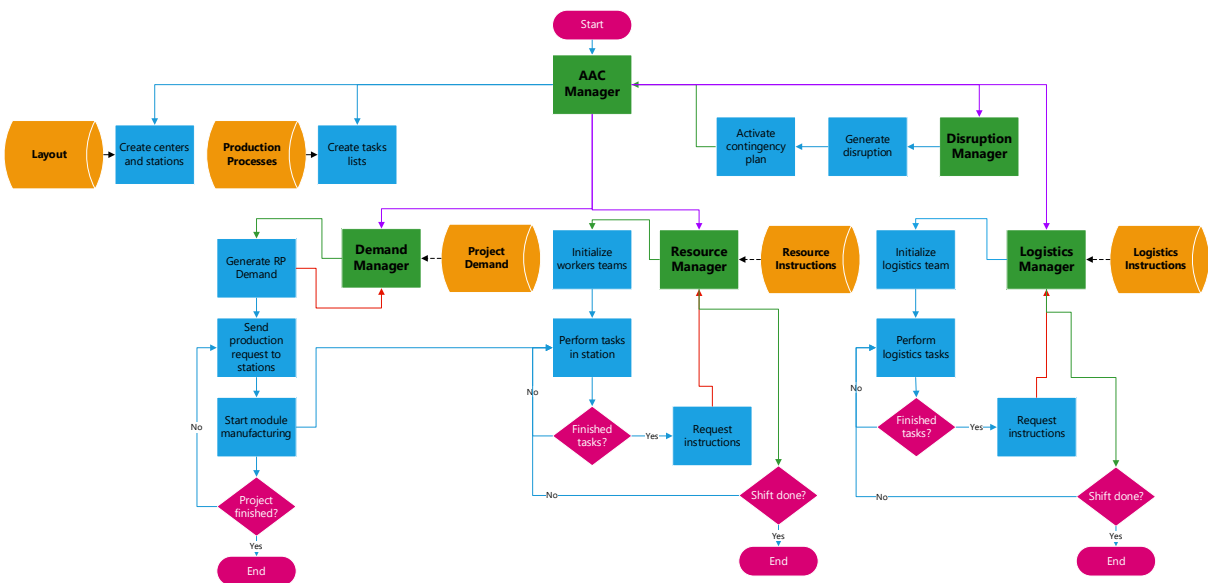 Start
AAC
Manager
Layout
Create centers
and stations
Production
Processes
Create tasks
lists
Activate
contingency
plan
Generate
disruption
Disruption
Manager
Generate RP
Demand
Demand
Manager
Project
Demand
Initialize
workers teams
Resource
Manager
Resource
Instructions
Initialize
logistics team
Logistics
Manager
Logistics
Instructions
Send
production
request to
stations
Perform tasks
in station
Perform
logistics tasks
No
No
No
Start module
manufacturing
Finished
tasks?
Yes
Request
instructions
Finished
tasks?
Yes
Request
instructions
Project
finished?
No
Shift done?
No
Shift done?
Yes
Yes
Yes
End
End
End